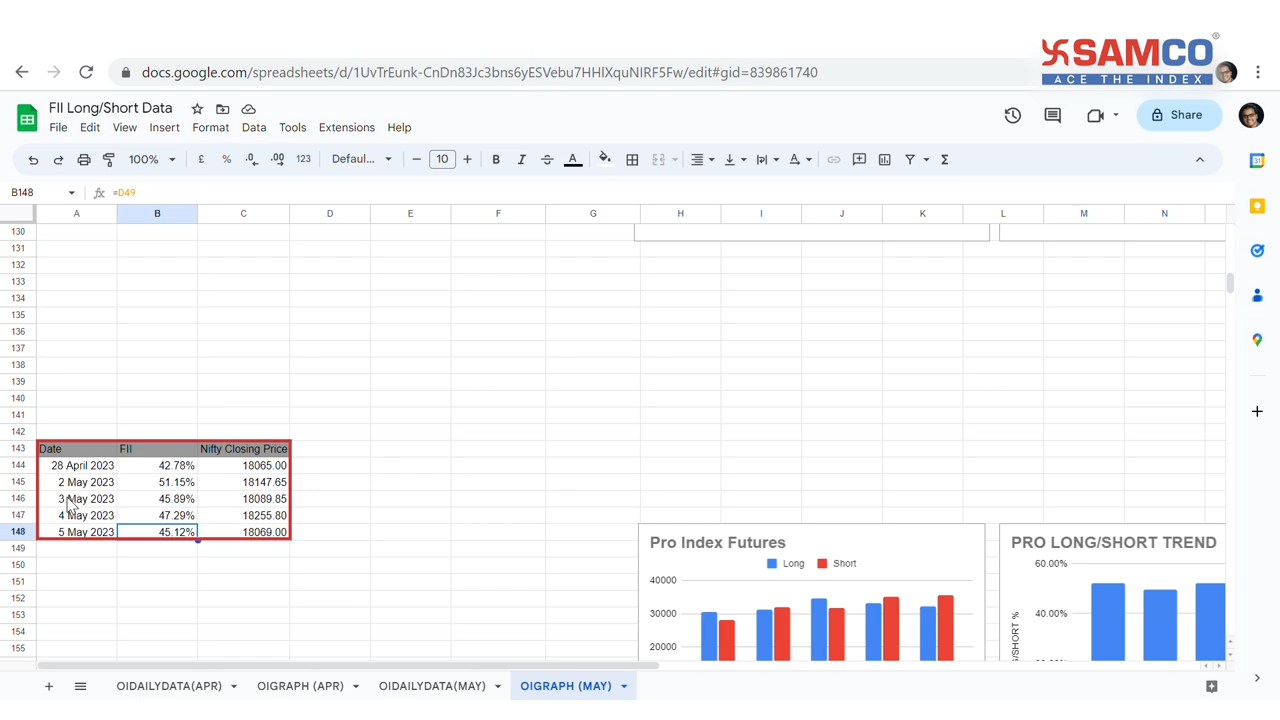 SAMCO
ACE THE INDEX
docs.google.com/spreadsheets/d/1UvTrEunk-CnDn83Jc3bns6yESVebu7HHlXquNIRF5Fw/edit#gid=839861740
FII Long/Short Data
File Edit View Insert Format Data Tools Extensions Help
Share
100% £ % .0 .00 123 Defaul... − 10 + B I A Σ
B148 fx =D49
A B C D E F G H I J K L M N
130
131
132
133
134
135
136
137
138
139
140
141
142
143 Date FII Nifty Closing Price
144 28 April 2023 42.78% 18065.00
145 2 May 2023 51.15% 18147.65
146 3 May 2023 45.89% 18089.85
147 4 May 2023 47.29% 18255.80
148 5 May 2023 45.12% 18069.00
149
150
151
152
153
154
155
Pro Index Futures
Long Short
40000
30000
20000
PRO LONG/SHORT TREND
60.00%
40.00%
G/SHORT %
OIDAILYDATA(APR) OIGRAPH (APR) OIDAILYDATA(MAY) OIGRAPH (MAY)